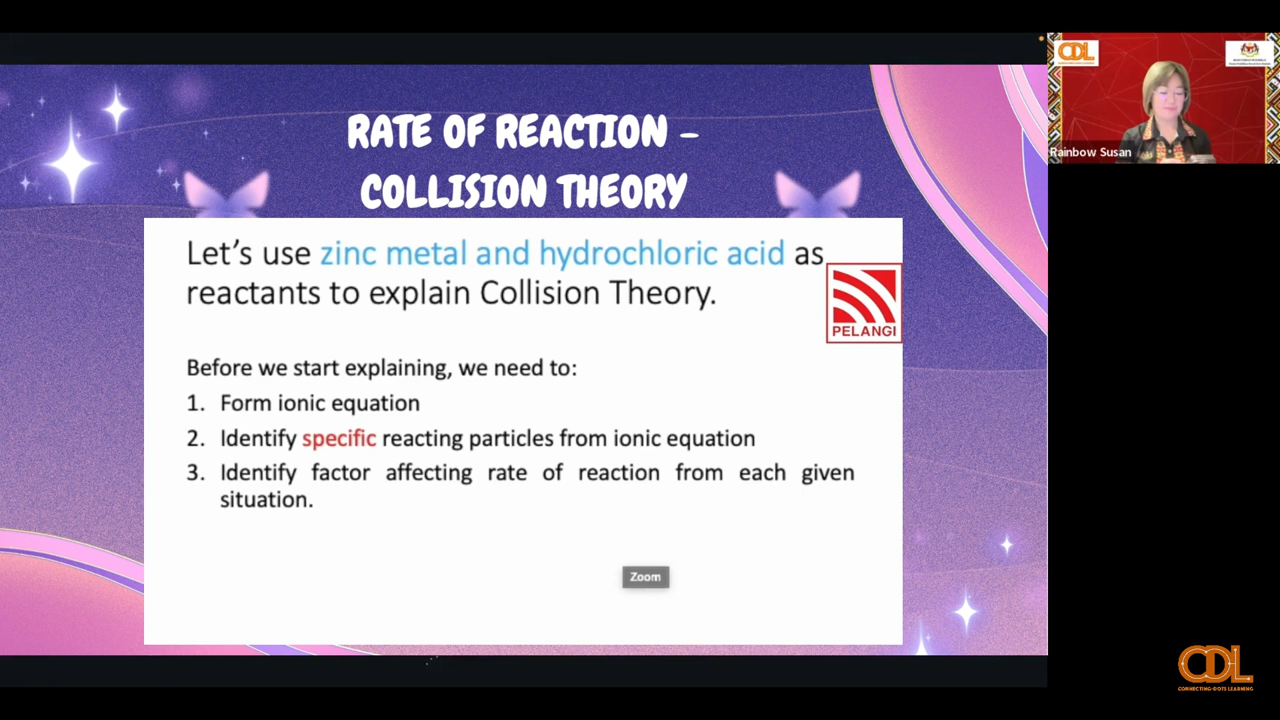 RATE OF REACTION –
COLLISION THEORY
Let's use zinc metal and hydrochloric acid as
reactants to explain Collision Theory.
PELANGI
Before we start explaining, we need to:
1. Form ionic equation
2. Identify specific reacting particles from ionic equation
3. Identify factor affecting rate of reaction from each given
situation.
Zoom
CDL
Rainbow Susan
CDL
CONNECTING-DOTS LEARNING